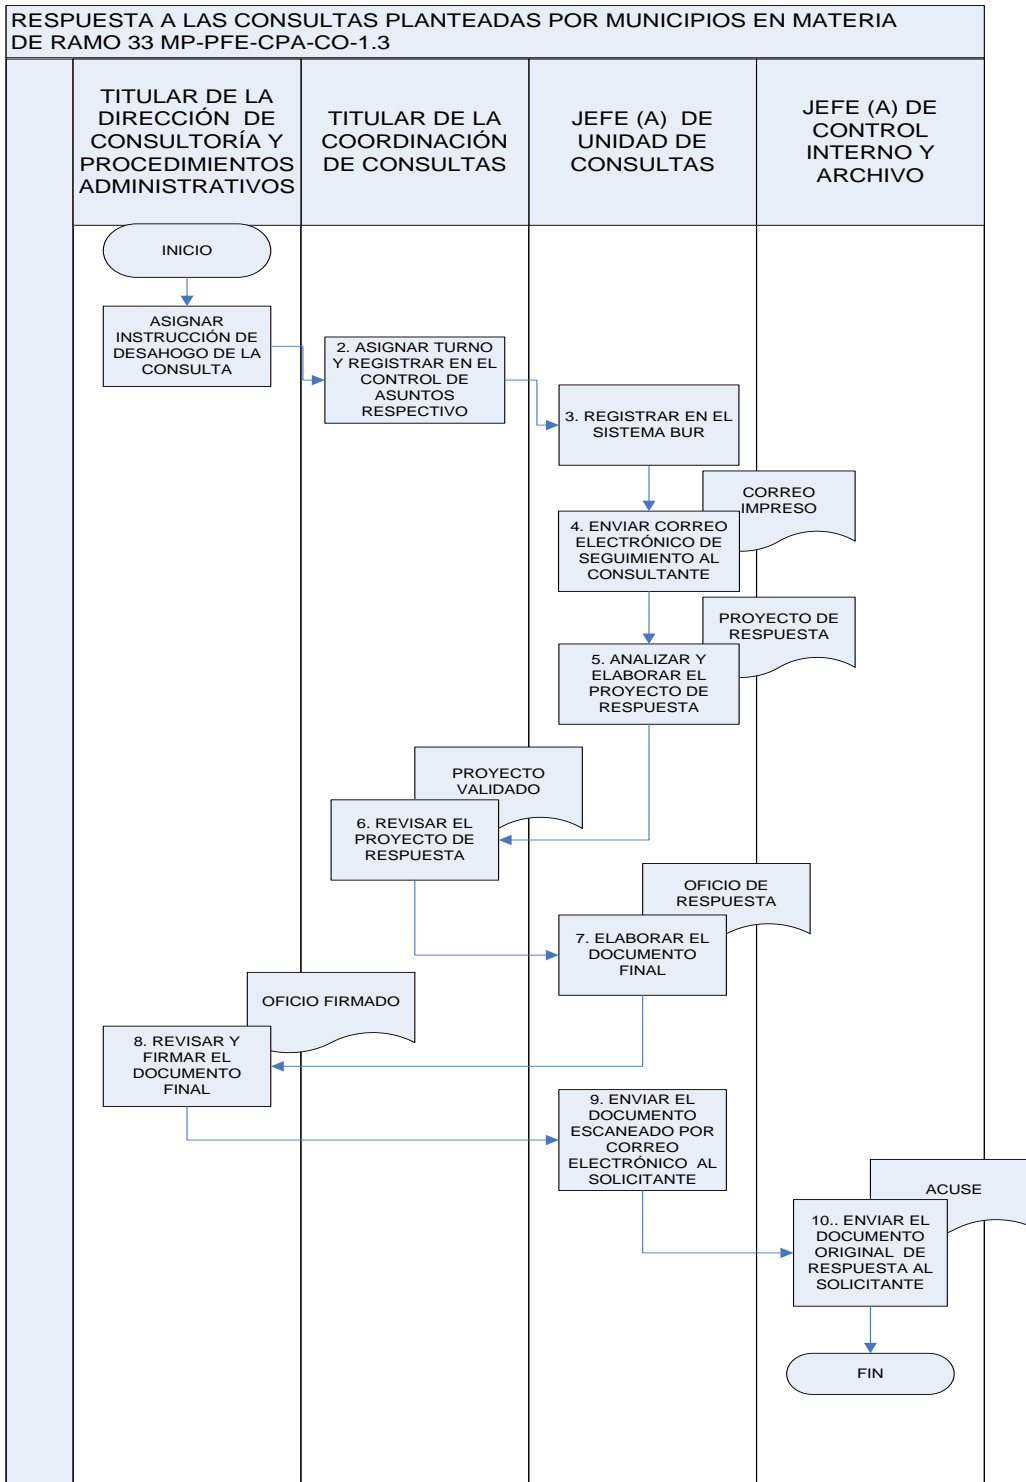 RESPUESTA A LAS CONSULTAS PLANTEADAS POR MUNICIPIOS EN MATERIA
DE RAMO 33 MP-PFE-CPA-CO-1.3
TITULAR DE LA
DIRECCIÓN DE
CONSULTORÍA Y
PROCEDIMIENTOS
ADMINISTRATIVOS
TITULAR DE LA
COORDINACIÓN
DE CONSULTAS
JEFE (A) DE
UNIDAD DE
CONSULTAS
JEFE (A) DE
CONTROL
INTERNO Y
ARCHIVO
INICIO
ASIGNAR
INSTRUCCIÓN DE
DESAHOGO DE LA
CONSULTA
2. ASIGNAR TURNO
Y REGISTRAR EN EL
CONTROL DE
ASUNTOS
RESPECTIVO
3. REGISTRAR EN EL
SISTEMA BUR
CORREO
IMPRESO
4. ENVIAR CORREO
ELECTRÓNICO DE
SEGUIMIENTO AL
CONSULTANTE
PROYECTO DE
RESPUESTA
5. ANALIZAR Y
ELABORAR EL
PROYECTO DE
RESPUESTA
PROYECTO
VALIDADO
6. REVISAR EL
PROYECTO DE
RESPUESTA
OFICIO DE
RESPUESTA
7. ELABORAR EL
DOCUMENTO
FINAL
OFICIO FIRMADO
8. REVISAR Y
FIRMAR EL
DOCUMENTO
FINAL
9. ENVIAR EL
DOCUMENTO
ESCANEADO POR
CORREO
ELECTRÓNICO AL
SOLICITANTE
ACUSE
10.. ENVIAR EL
DOCUMENTO
ORIGINAL DE
RESPUESTA AL
SOLICITANTE
FIN